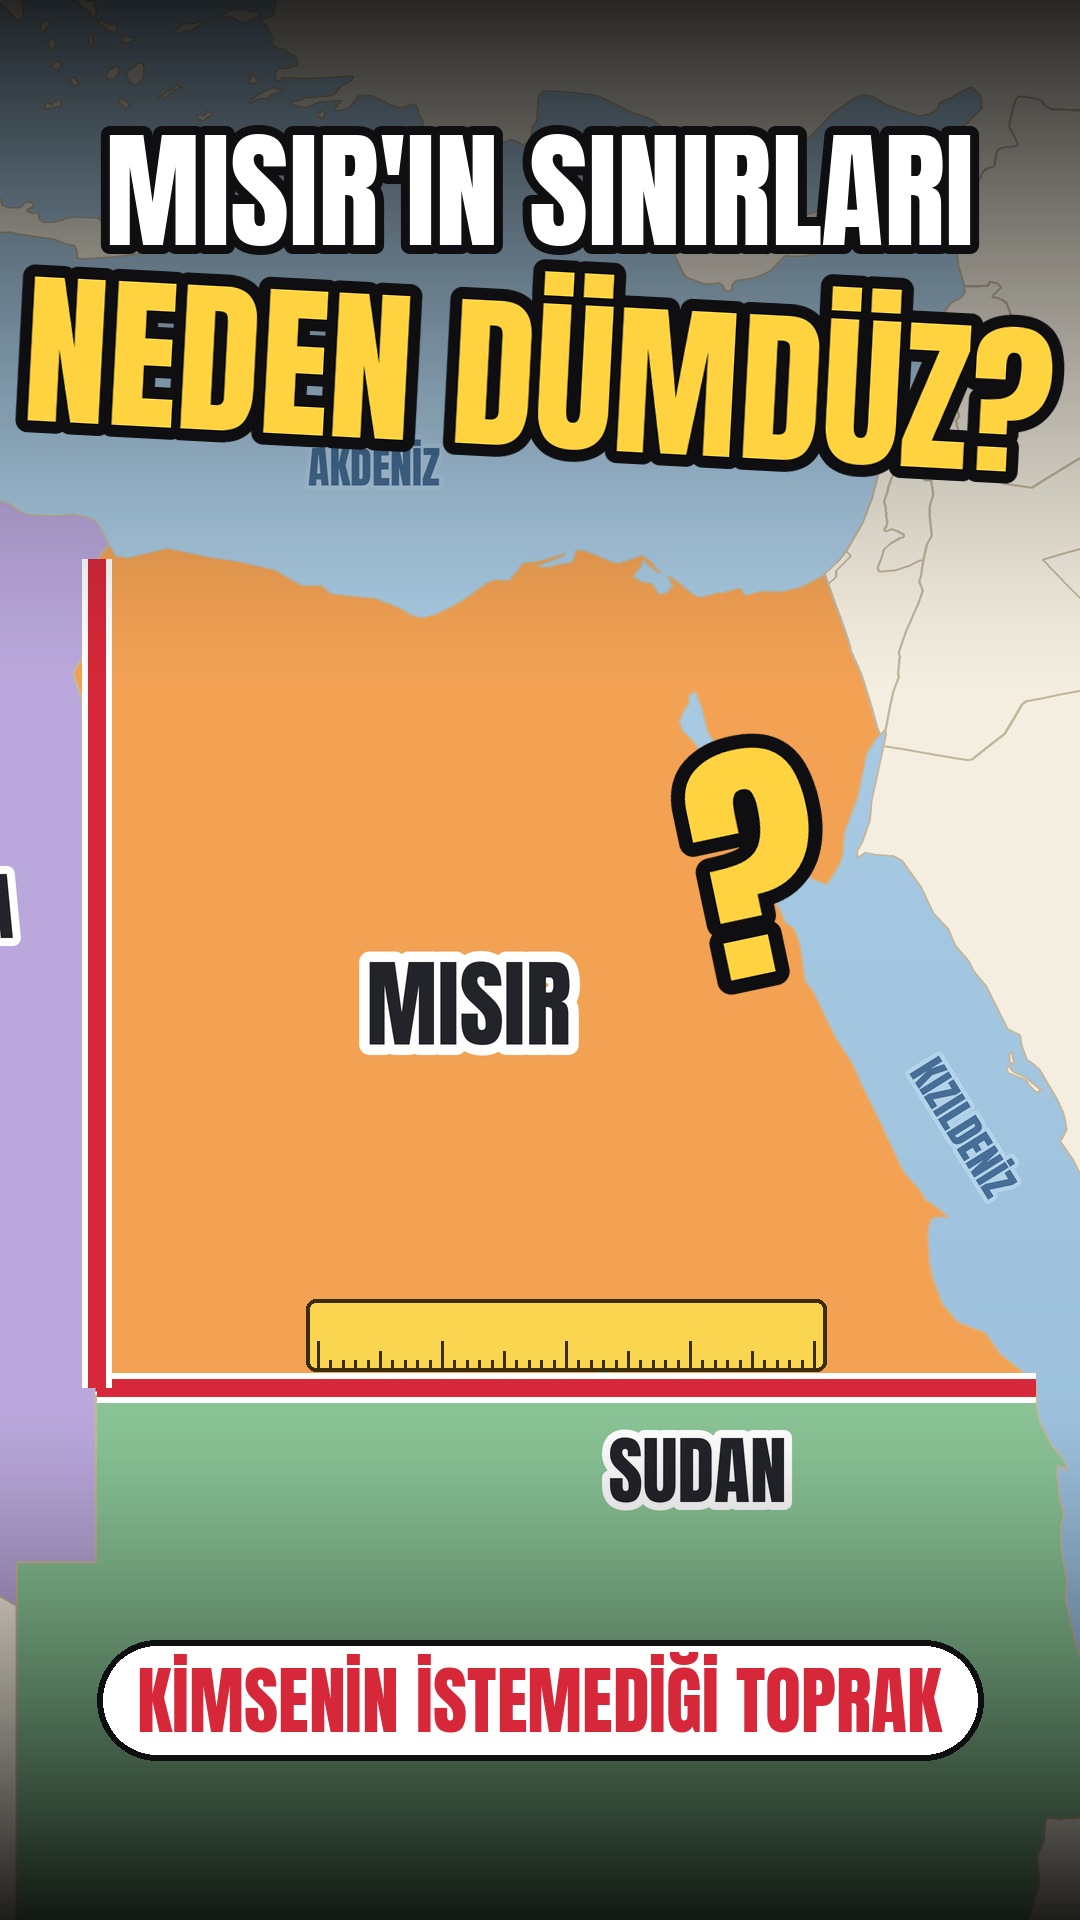 MISIR'IN SINIRLARI
NEDEN DÜMDÜZ?
AKDENİZ
?
MISIR
KIZILDENİZ
SUDAN
KİMSENİN İSTEMEDİĞİ TOPRAK